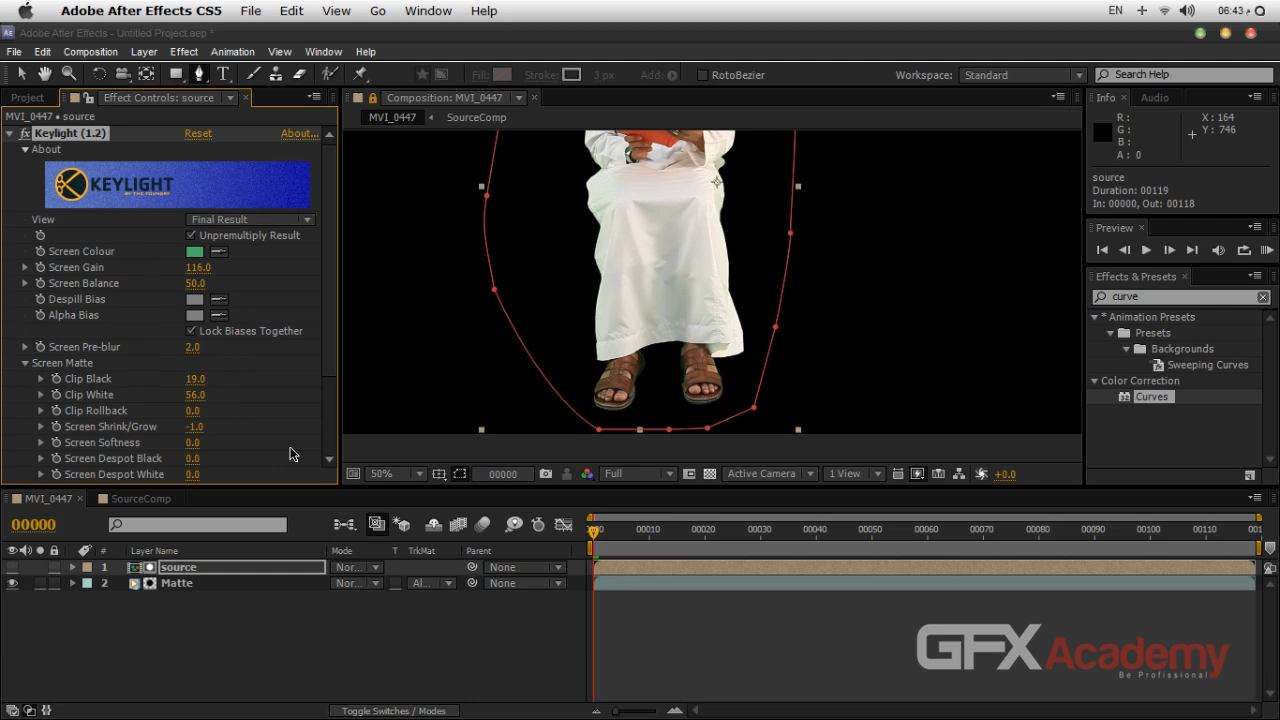 Adobe After Effects CS5 File Edit View Go Window Help EN 06:43 م
Adobe After Effects - Untitled Project.aep *
File Edit Composition Layer Effect Animation View Window Help
Fill: Stroke: 3 px Add: RotoBezier Workspace: Standard Search Help
Project Effect Controls: source Composition: MVI_0447 Info Audio
MVI_0447 • source
MVI_0447 SourceComp
R: X: 164
G: Y: 746
B:
A: 0
Keylight (1.2) Reset About...
About
KEYLIGHT
BY THE FOUNDRY
View Final Result
Unpremultiply Result
Screen Colour
Screen Gain 116.0
Screen Balance 50.0
Despill Bias
Alpha Bias
Lock Biases Together
Screen Pre-blur 2.0
Screen Matte
Clip Black 19.0
Clip White 56.0
Clip Rollback 0.0
Screen Shrink/Grow -1.0
Screen Softness 0.0
Screen Despot Black 0.0
Screen Despot White 0.0
source
Duration: 00119
In: 00000, Out: 00118
Preview
Effects & Presets
curve
* Animation Presets
Presets
Backgrounds
Sweeping Curves
Color Correction
Curves
50% 00000 Full Active Camera 1 View +0.0
MVI_0447 SourceComp
00000 00010 00020 00030 00040 00050 00060 00070 00080 00090 00100 00110
Layer Name Mode T TrkMat Parent
1 source Nor... None
2 Matte Nor... Al... None
Toggle Switches / Modes
GFX Academy
Be Profissional